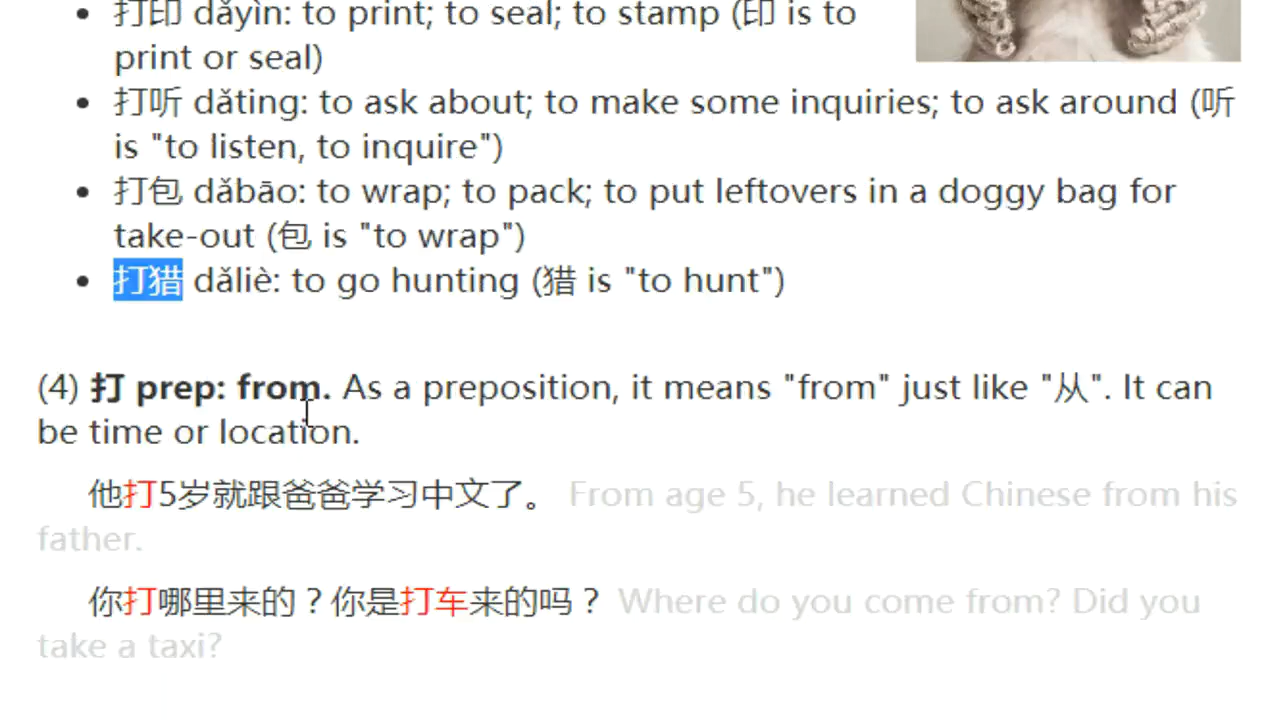 • 打印 dǎyìn: to print; to seal; to stamp (印 is to
print or seal)
• 打听 dǎting: to ask about; to make some inquiries; to ask around (听
is "to listen, to inquire")
• 打包 dǎbāo: to wrap; to pack; to put leftovers in a doggy bag for
take-out (包 is "to wrap")
• 打猎 dǎliè: to go hunting (猎 is "to hunt")
(4) 打 prep: from. As a preposition, it means "from" just like "从". It can
be time or location.
他打5岁就跟爸爸学习中文了。 From age 5, he learned Chinese from his
father.
你打哪里来的？你是打车来的吗？ Where do you come from? Did you
take a taxi?